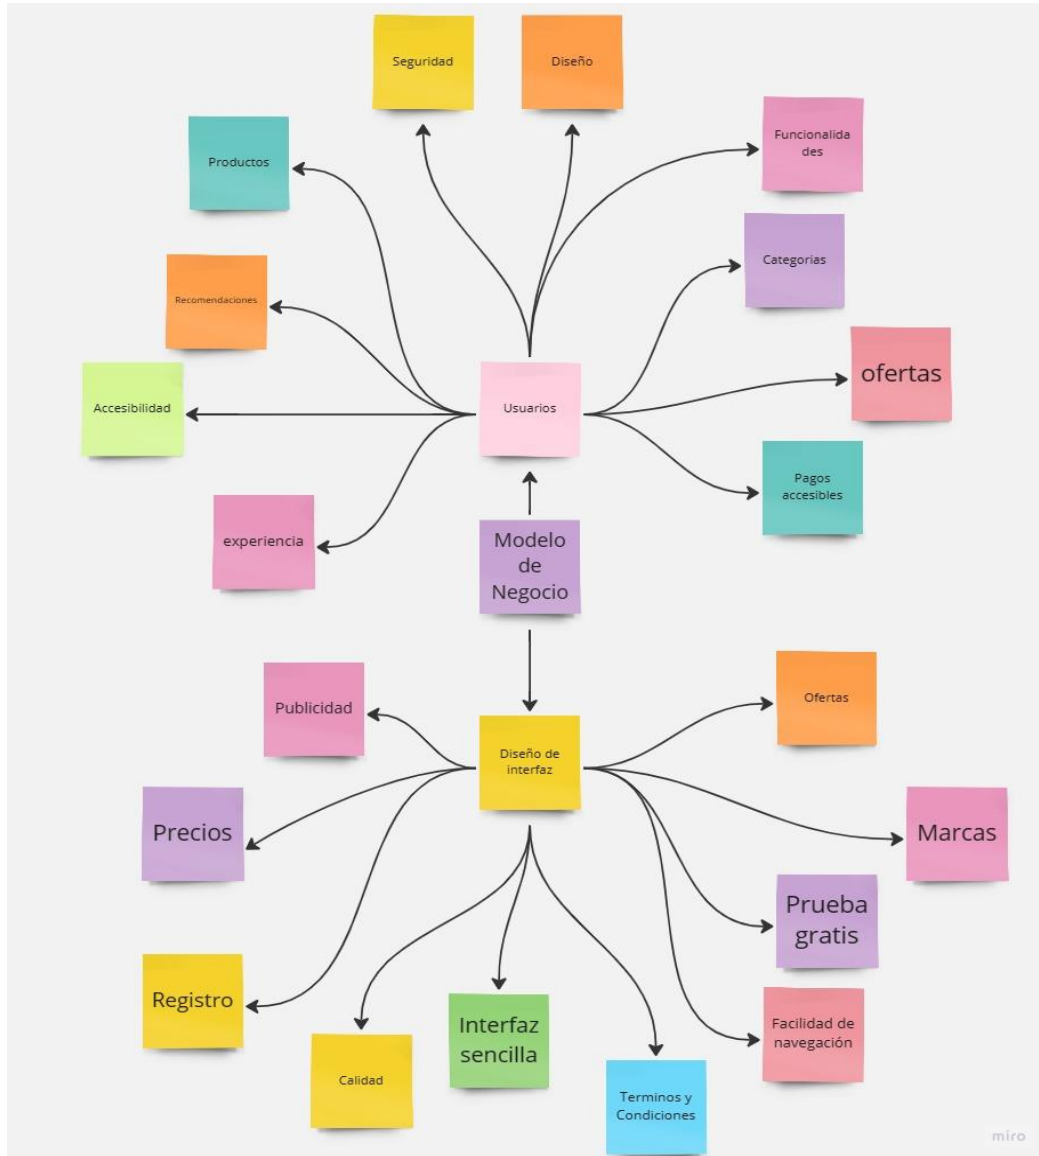 Seguridad
Diseño
Funcionalida
des
Productos
Categorias
Recomendaciones
ofertas
Accesibilidad
Usuarios
Pagos
accesibles
experiencia
Modelo
de
Negocio
Publicidad
Ofertas
Diseño de
interfaz
Precios
Marcas
Prueba
gratis
Registro
Interfaz
sencilla
Facilidad de
navegación
Calidad
Terminos y
Condiciones
miro